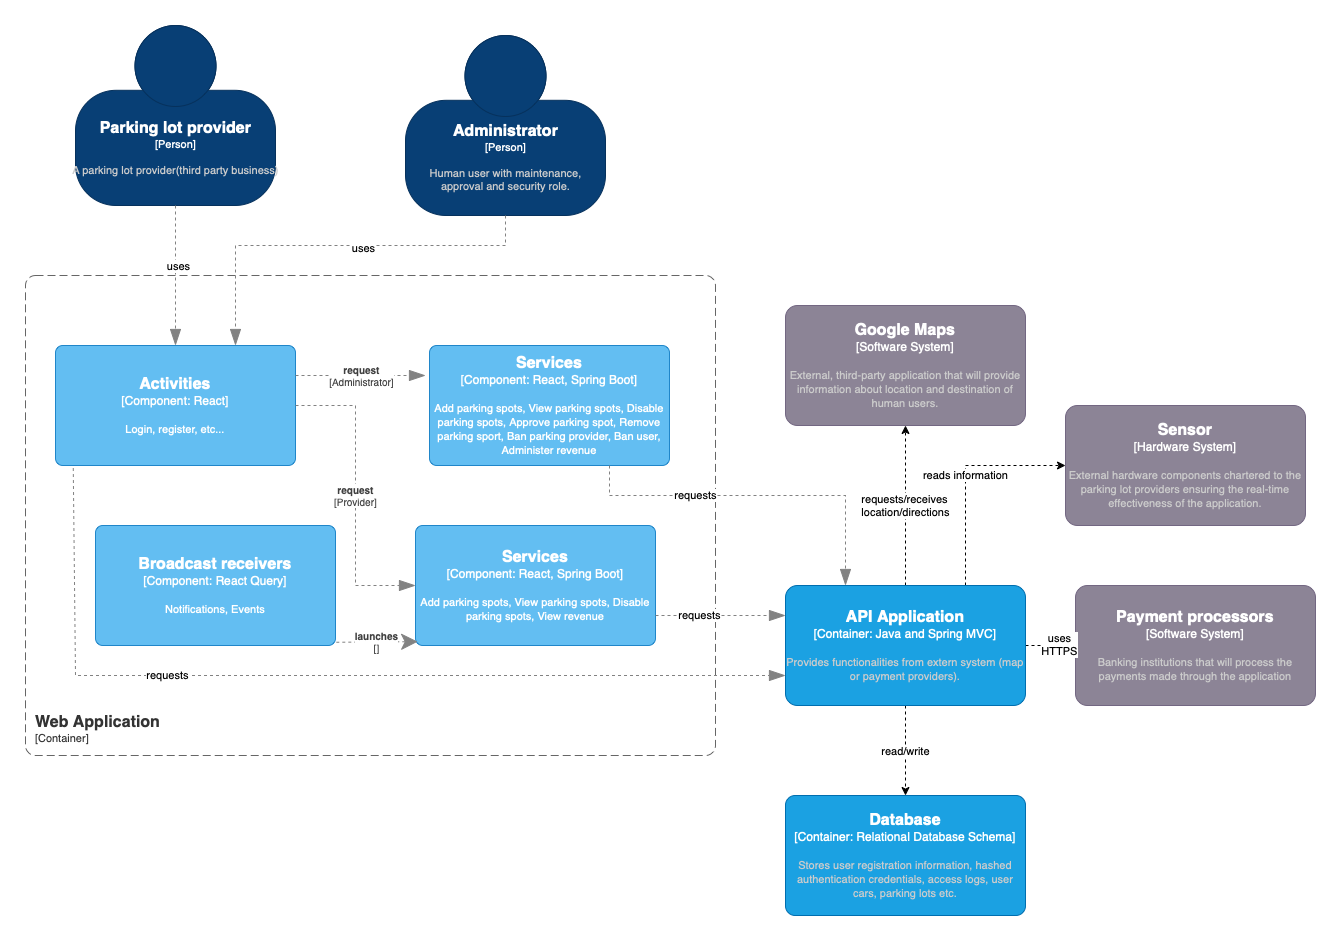 Parking lot provider
[Person]
A parking lot provider(third party business)
Administrator
[Person]
Human user with maintenance,
approval and security role.
uses
uses
Activities
[Component: React]
Login, register, etc...
request
[Administrator]
Services
[Component: React, Spring Boot]
Add parking spots, View parking spots, Disable
parking spots, Approve parking spot, Remove
parking sport, Ban parking provider, Ban user,
Administer revenue
request
[Provider]
requests
Broadcast receivers
[Component: React Query]
Notifications, Events
launches
[]
Services
[Component: React, Spring Boot]
Add parking spots, View parking spots, Disable
parking spots, View revenue
requests
requests
Web Application
[Container]
Google Maps
[Software System]
External, third-party application that will provide
information about location and destination of
human users.
Sensor
[Hardware System]
External hardware components chartered to the
parking lot providers ensuring the real-time
effectiveness of the application.
reads information
requests/receives
location/directions
API Application
[Container: Java and Spring MVC]
Provides functionalities from extern system (map
or payment providers).
uses
HTTPS
Payment processors
[Software System]
Banking institutions that will process the
payments made through the application
read/write
Database
[Container: Relational Database Schema]
Stores user registration information, hashed
authentication credentials, access logs, user
cars, parking lots etc.